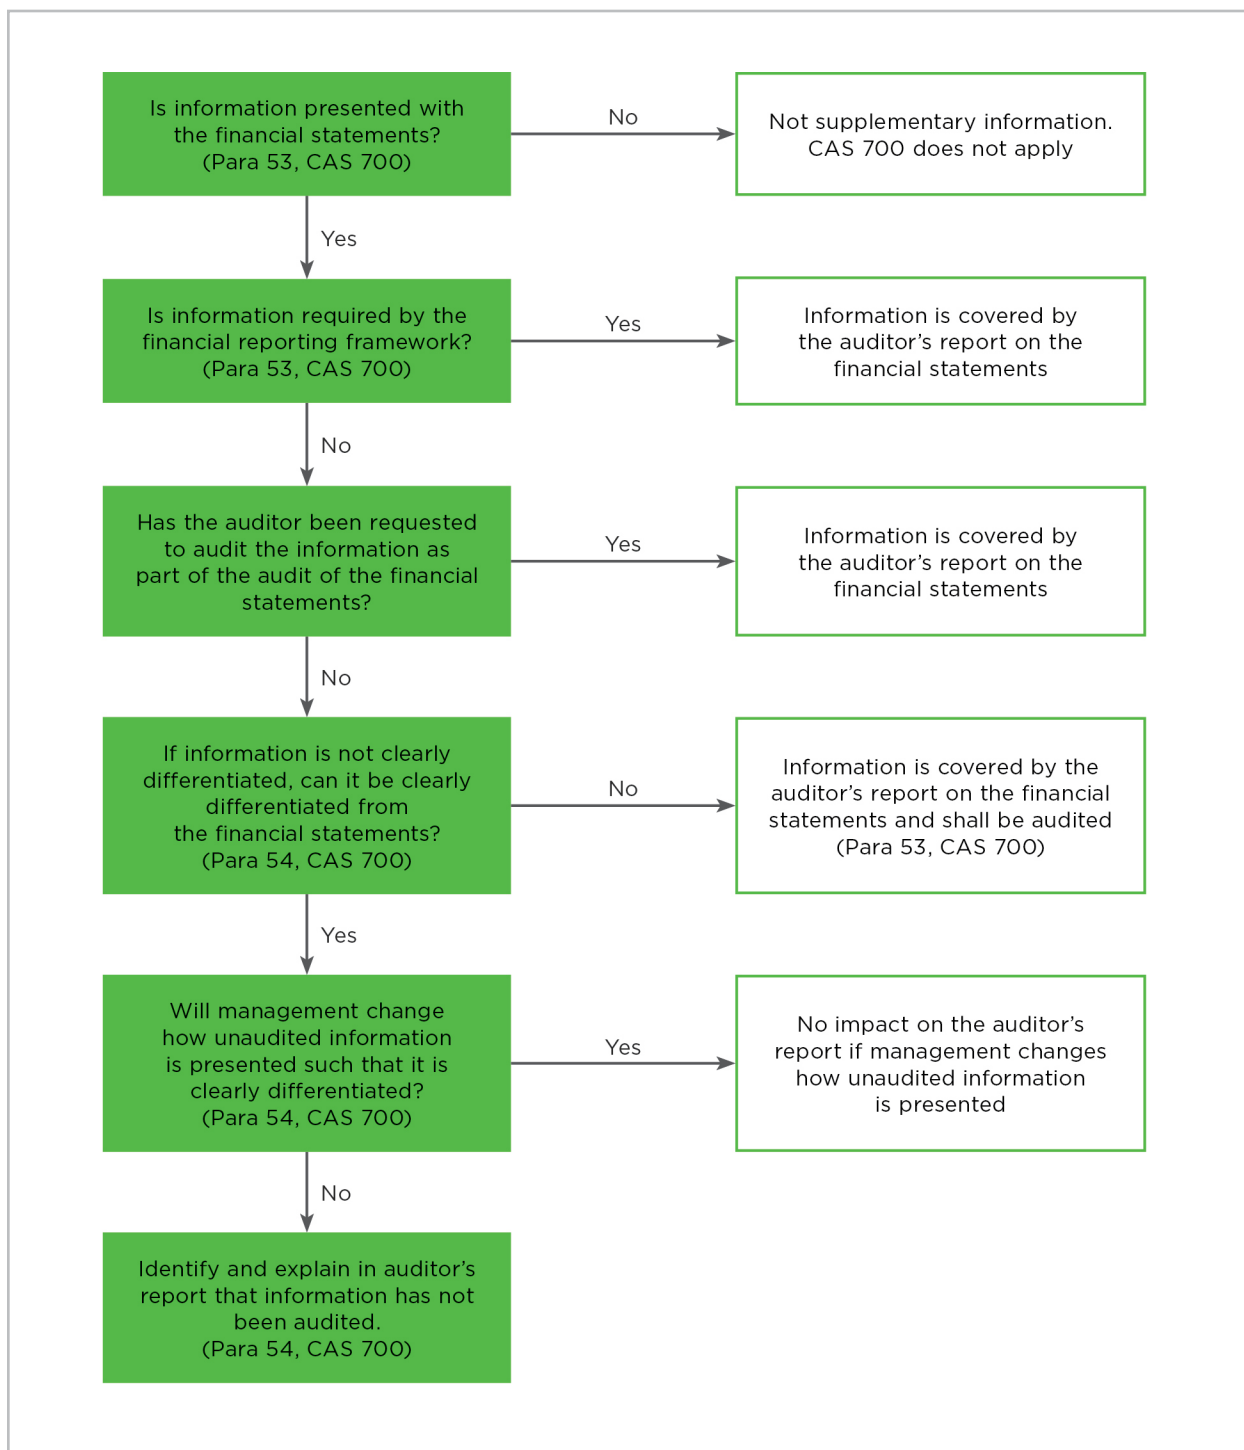 Is information presented with
the financial statements?
(Para 53, CAS 700)
No
Not supplementary information.
CAS 700 does not apply
Yes
Is information required by the
financial reporting framework?
(Para 53, CAS 700)
Yes
Information is covered by
the auditor’s report on the
financial statements
No
Has the auditor been requested
to audit the information as
part of the audit of the financial
statements?
Yes
Information is covered by
the auditor’s report on the
financial statements
No
If information is not clearly
differentiated, can it be clearly
differentiated from
the financial statements?
(Para 54, CAS 700)
No
Information is covered by the
auditor’s report on the financial
statements and shall be audited
(Para 53, CAS 700)
Yes
Will management change
how unaudited information
is presented such that it is
clearly differentiated?
(Para 54, CAS 700)
Yes
No impact on the auditor’s
report if management changes
how unaudited information
is presented
No
Identify and explain in auditor’s
report that information has not
been audited.
(Para 54, CAS 700)